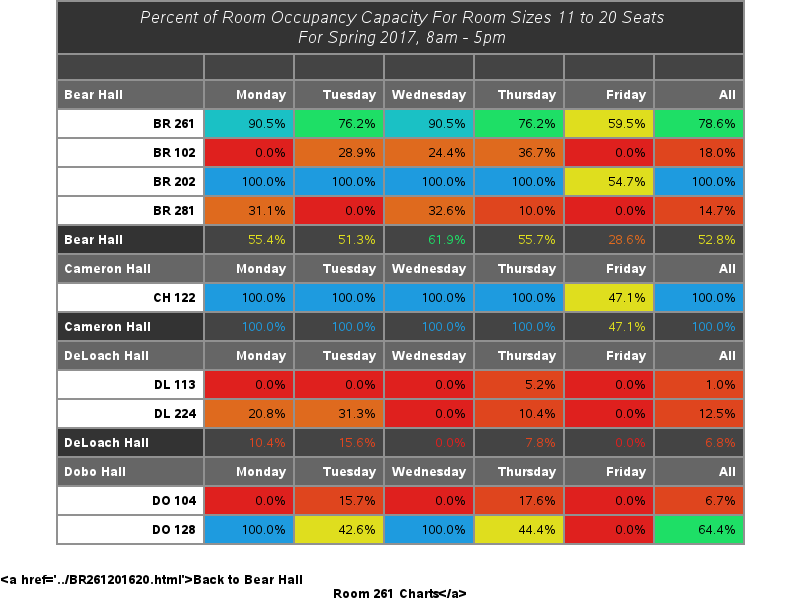 Percent of Room Occupancy Capacity For Room Sizes 11 to 20 Seats
For Spring 2017, 8am - 5pm
Bear Hall Monday Tuesday Wednesday Thursday Friday All
BR 261 90.5% 76.2% 90.5% 76.2% 59.5% 78.6%
BR 102 0.0% 28.9% 24.4% 36.7% 0.0% 18.0%
BR 202 100.0% 100.0% 100.0% 100.0% 54.7% 100.0%
BR 281 31.1% 0.0% 32.6% 10.0% 0.0% 14.7%
Bear Hall 55.4% 51.3% 61.9% 55.7% 28.6% 52.8%
Cameron Hall Monday Tuesday Wednesday Thursday Friday All
CH 122 100.0% 100.0% 100.0% 100.0% 47.1% 100.0%
Cameron Hall 100.0% 100.0% 100.0% 100.0% 47.1% 100.0%
DeLoach Hall Monday Tuesday Wednesday Thursday Friday All
DL 113 0.0% 0.0% 0.0% 5.2% 0.0% 1.0%
DL 224 20.8% 31.3% 0.0% 10.4% 0.0% 12.5%
DeLoach Hall 10.4% 15.6% 0.0% 7.8% 0.0% 6.8%
Dobo Hall Monday Tuesday Wednesday Thursday Friday All
DO 104 0.0% 15.7% 0.0% 17.6% 0.0% 6.7%
DO 128 100.0% 42.6% 100.0% 44.4% 0.0% 64.4%
<a href='../BR261201620.html'>Back to Bear Hall
Room 261 Charts</a>